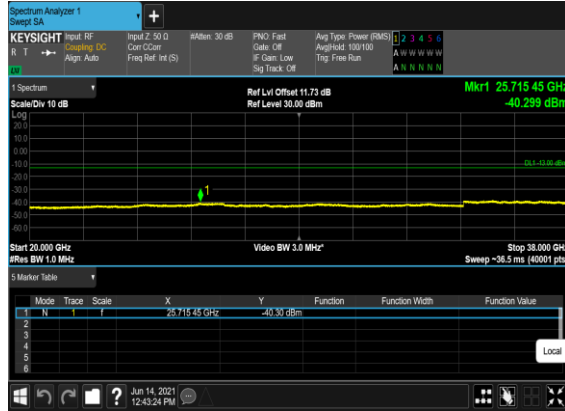 Spectrum Analyzer 1
Swept SA
+
KEYSIGHT Input: RF Input Z: 50 Ω #Atten: 30 dB PNO: Fast Avg Type: Power (RMS) 1 2 3 4 5 6
R T Coupling: DC Corr CCorr Gate: Off Avg|Hold: 100/100 A W W W W W
Align: Auto Freq Ref: Int (S) IF Gain: Low Trig: Free Run
Sig Track: Off A N N N N N
LW
1 Spectrum Ref Lvl Offset 11.73 dB Mkr1 25.715 45 GHz
Scale/Div 10 dB Ref Level 30.00 dBm -40.299 dBm
Log
20.0
10.0
0.00
-10.0 DL1 -13.00 dBm
-20.0
-30.0 1
-40.0
-50.0
-60.0
Start 20.000 GHz Video BW 3.0 MHz* Stop 38.000 GHz
#Res BW 1.0 MHz Sweep ~36.5 ms (40001 pts)
5 Marker Table
Mode Trace Scale X Y Function Function Width Function Value
1 N 1 f 25.715 45 GHz -40.30 dBm
2
3
4
5
6
Local
? Jun 14, 2021
12:43:24 PM